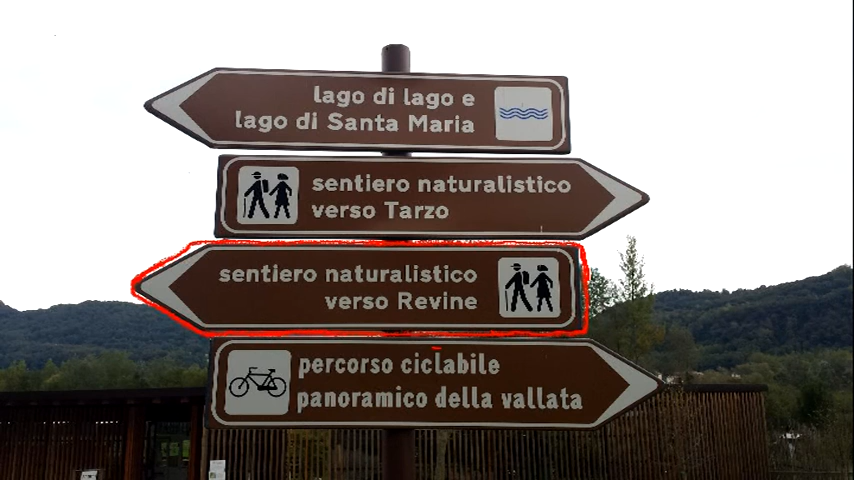 lago di lago e
lago di Santa Maria
sentiero naturalistico
verso Tarzo
sentiero naturalistico
verso Revine
percorso ciclabile
panoramico della vallata